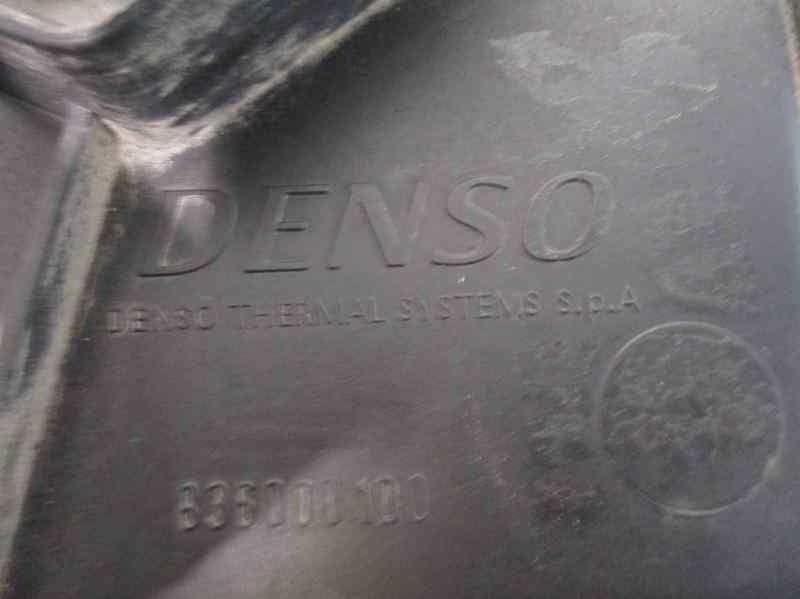 DENSO
DENSO THERMAL SYSTEMS S.p.A